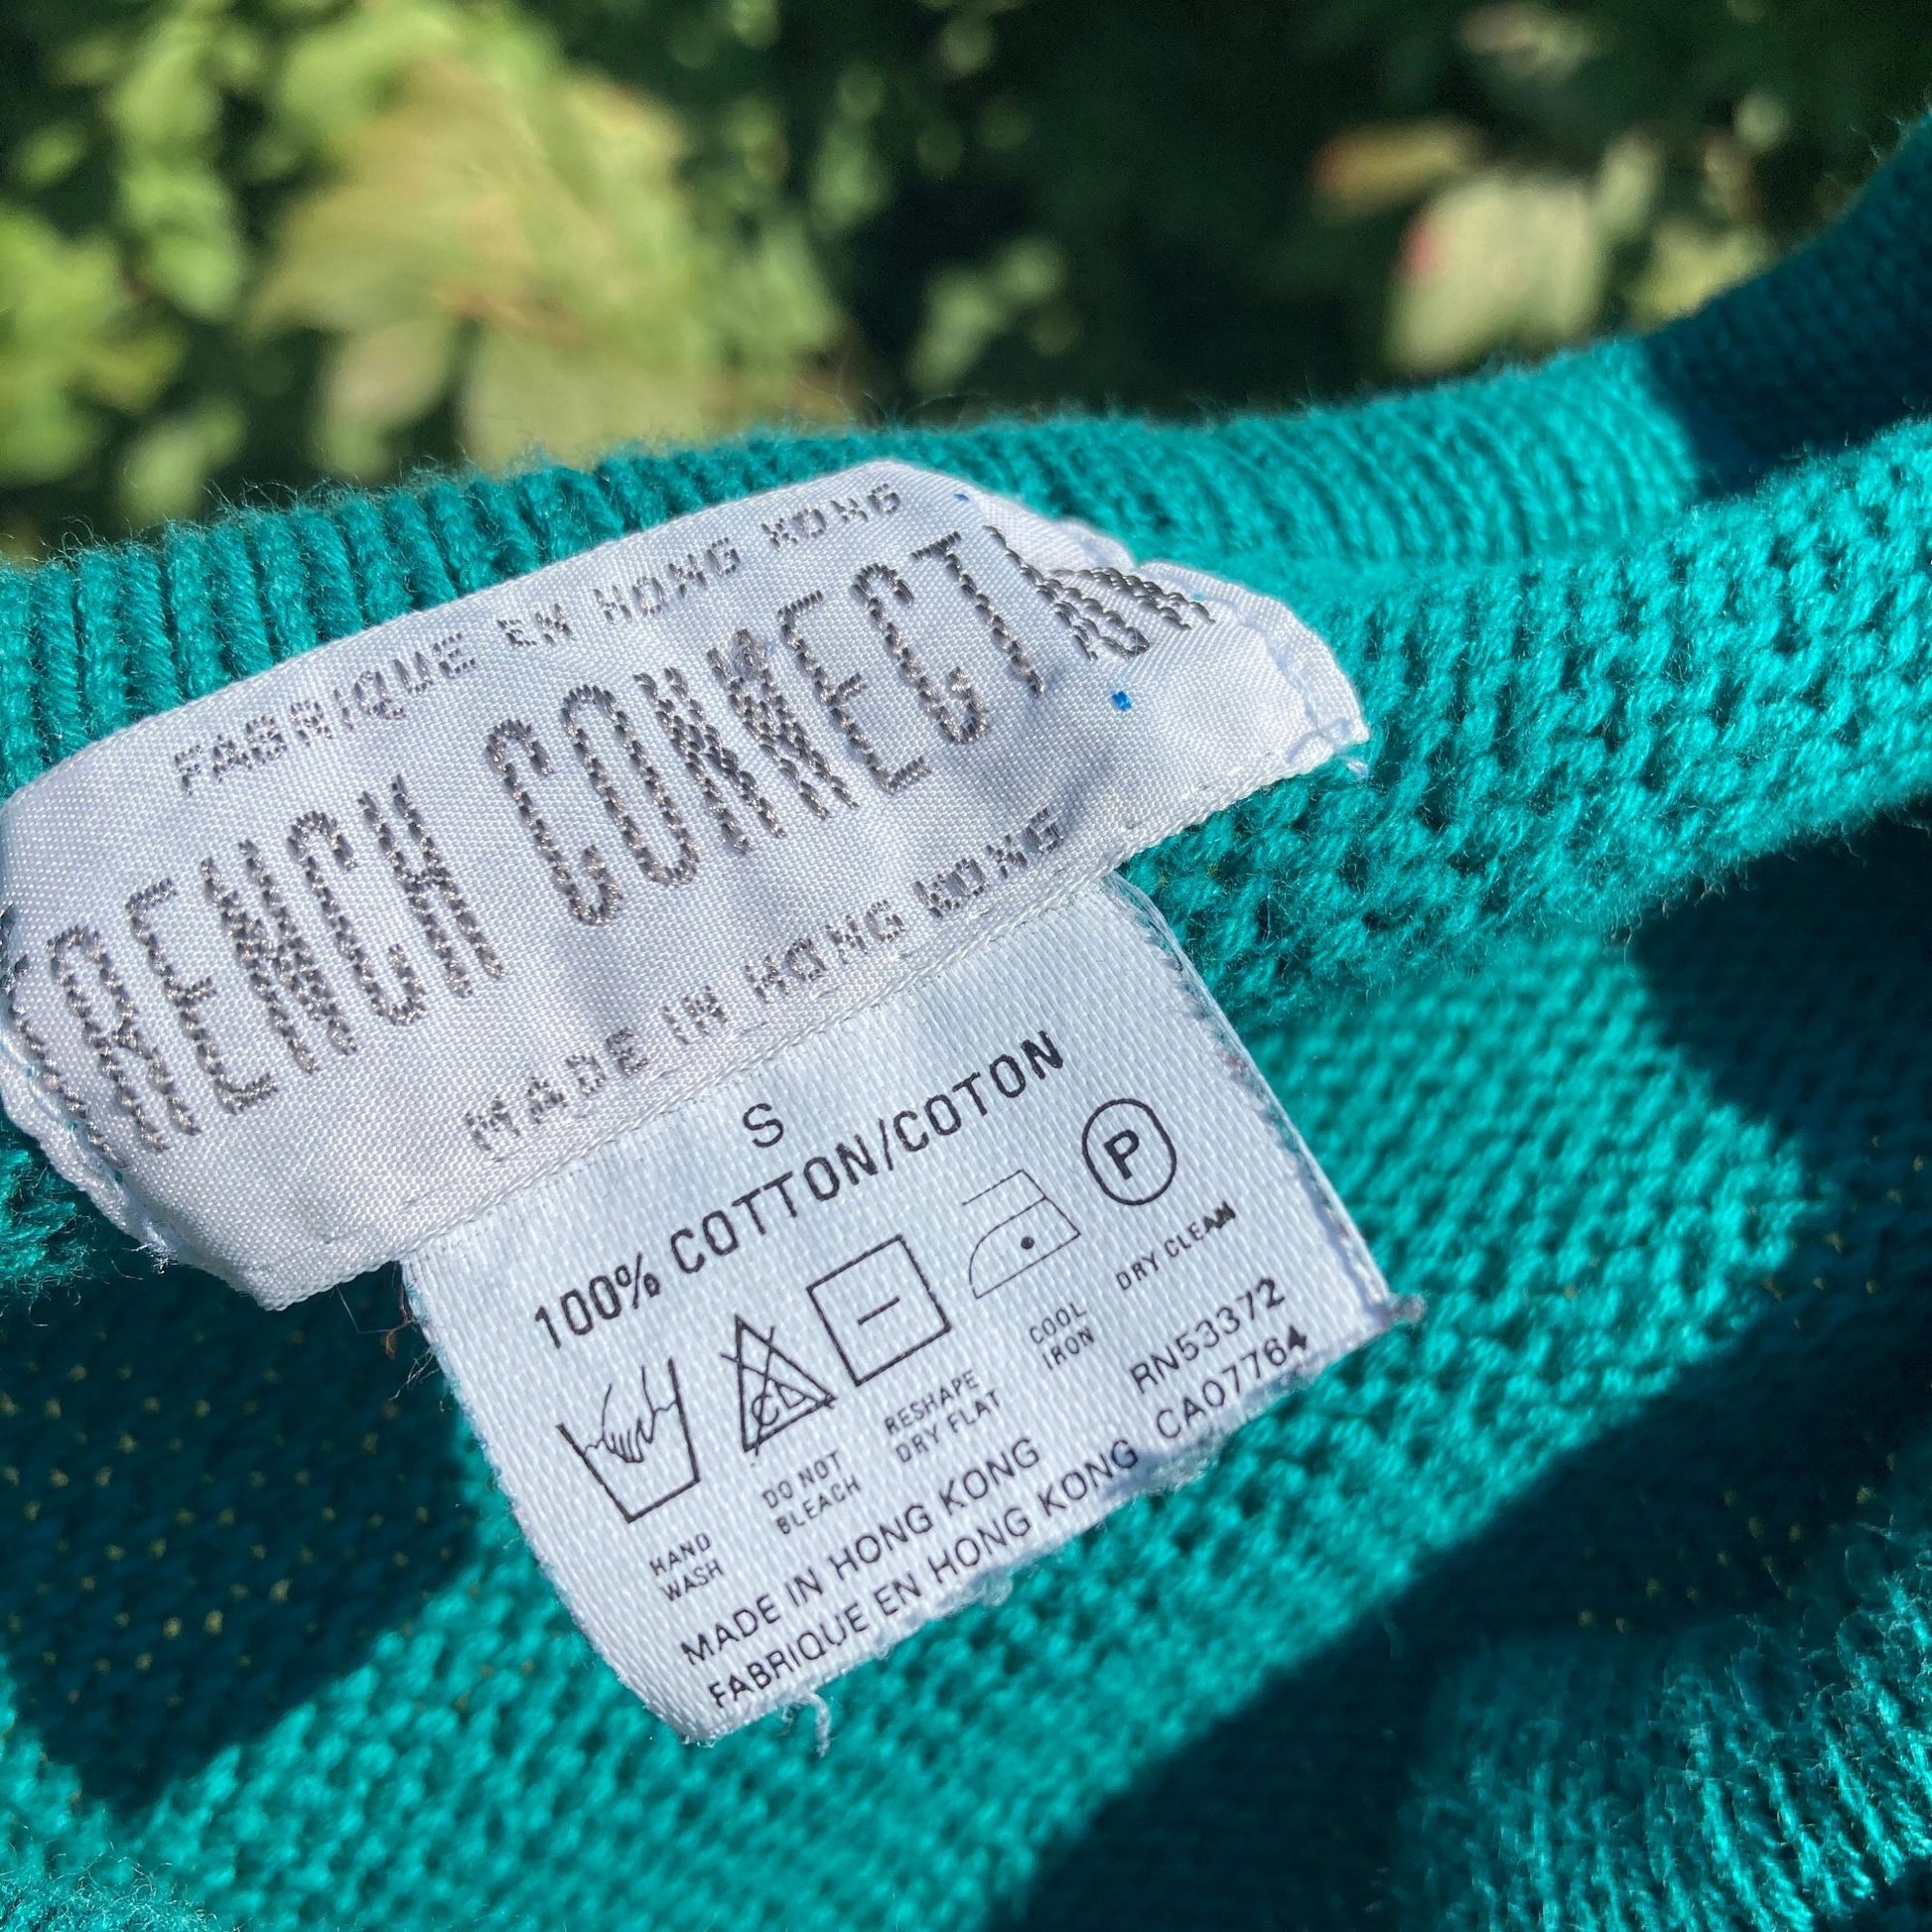 FABRIQUE EN HONG KONG
FRENCH CONNECTION
MADE IN HONG KONG
S
100% COTTON/COTON
CL
P
HAND
WASH
DO NOT
BLEACH
RESHAPE
DRY FLAT
COOL
IRON
DRY CLEAN
RN53372
CA07764
MADE IN HONG KONG
FABRIQUE EN HONG KONG